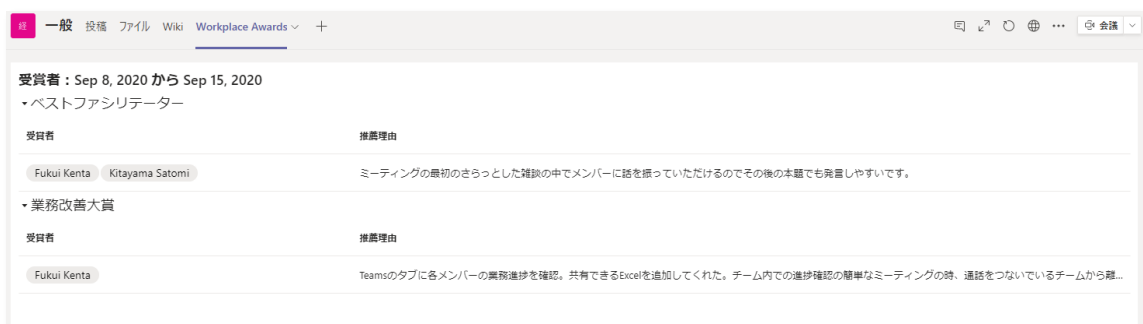 経 一般 投稿 ファイル Wiki Workplace Awards 会議
受賞者：Sep 8, 2020 から Sep 15, 2020
ベストファシリテーター
受賞者 推薦理由
Fukui Kenta Kitayama Satomi ミーティングの最初のさらっとした雑談の中でメンバーに話を振っていただけるのでその後の本題でも発言しやすいです。
業務改善大賞
受賞者 推薦理由
Fukui Kenta Teamsのタブに各メンバーの業務進捗を確認。共有できるExcelを追加してくれた。チーム内での進捗確認の簡単なミーティングの時、通話をつないでいるチームから離...